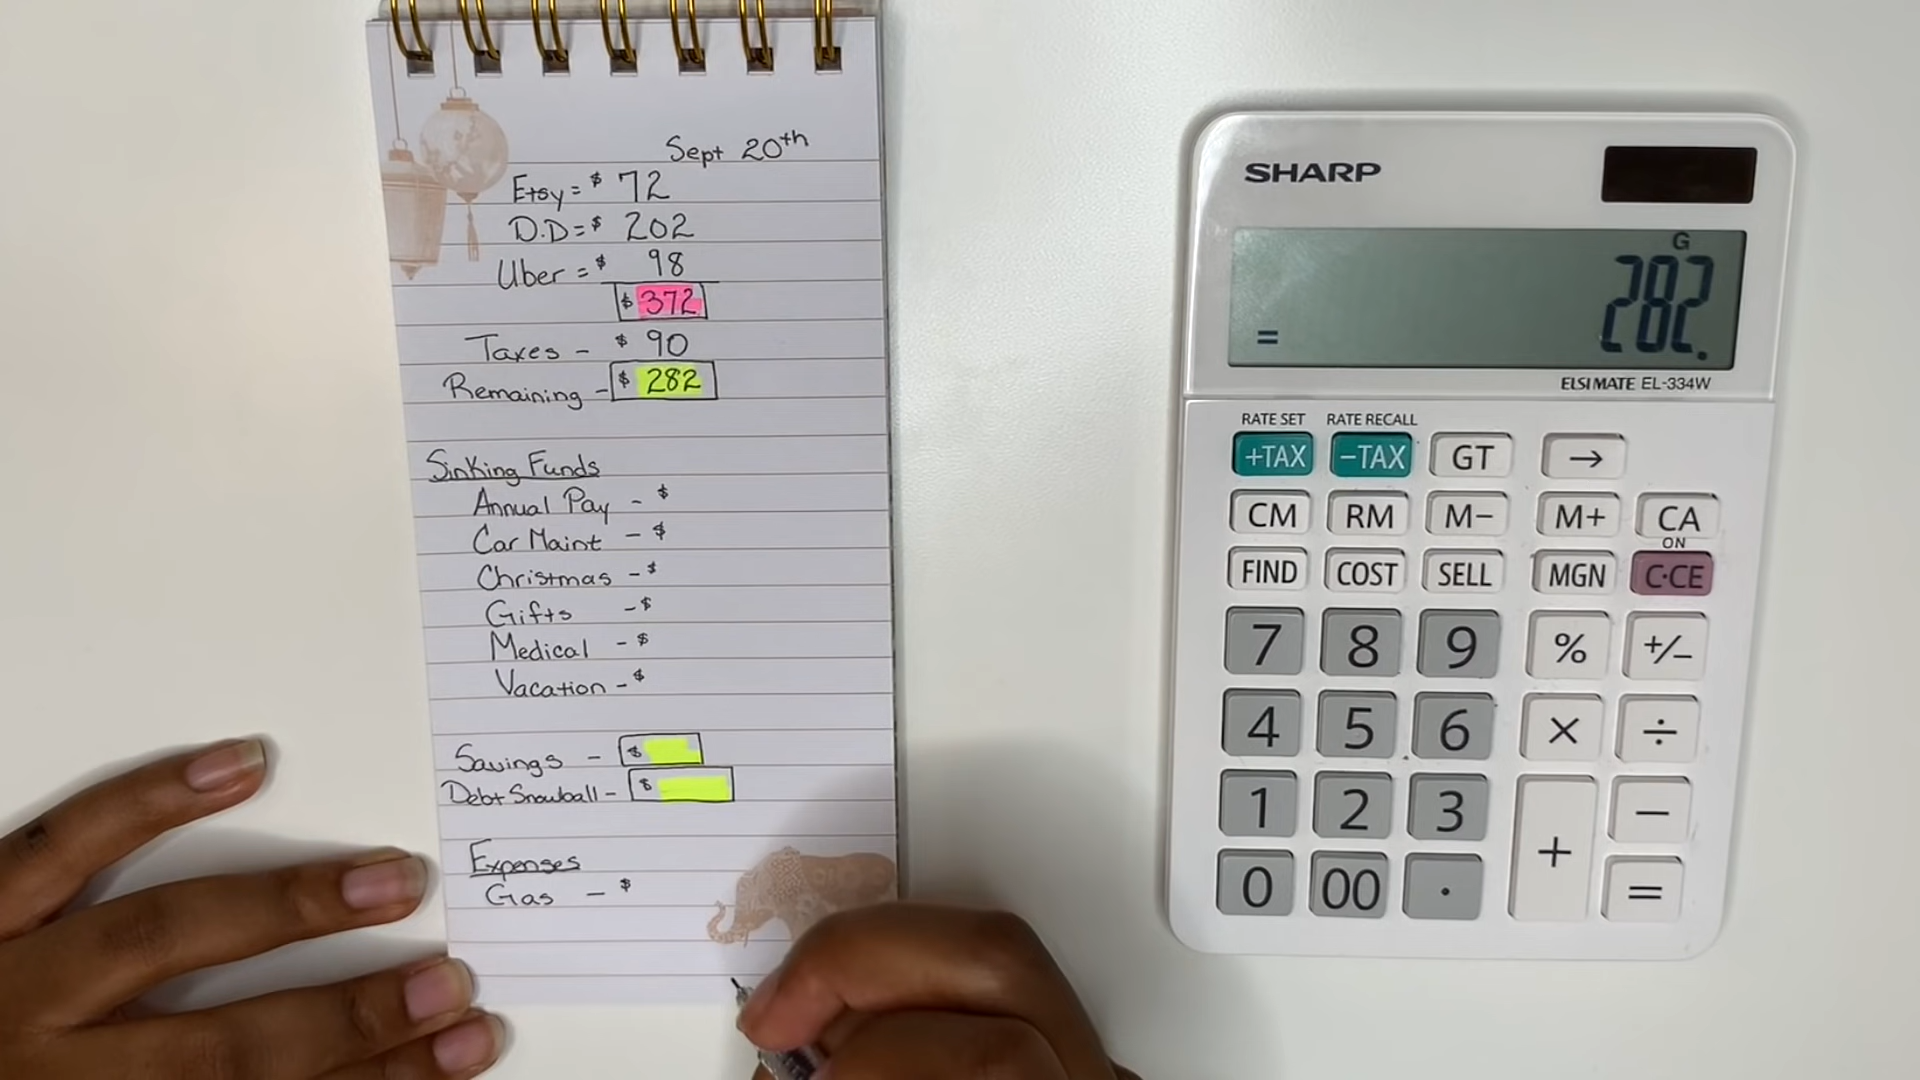 Sept 20th
Etsy = $ 72
D.D = $ 202
Uber = $ 98
$ 372
Taxes - $ 90
Remaining - $ 282
Sinking Funds
Annual Pay - $
Car Maint - $
Christmas - $
Gifts - $
Medical - $
Vacation - $
Savings - $
Debt Snowball - $
Expenses
Gas - $
SHARP
G
282.
=
ELSI MATE EL-334W
RATE SET RATE RECALL
+TAX -TAX GT →
CM RM M- M+ CA
ON
FIND COST SELL MGN C·CE
7 8 9 % +/-
4 5 6 × ÷
1 2 3 + -
0 00 · =